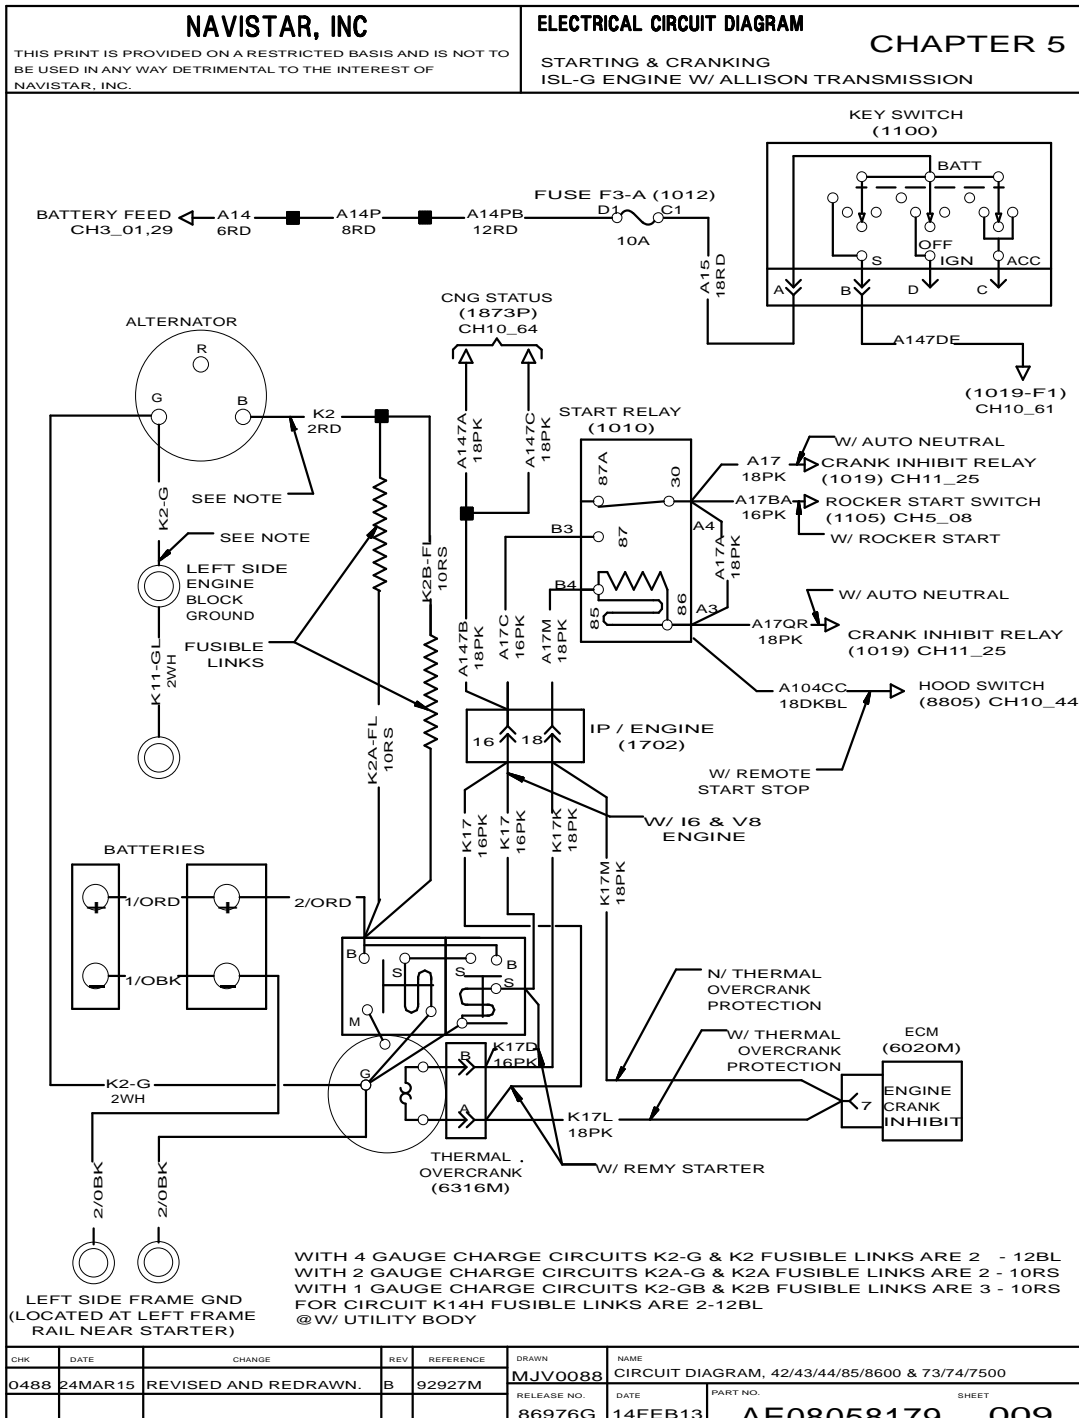 NAVISTAR, INC
THIS PRINT IS PROVIDED ON A RESTRICTED BASIS AND IS NOT TO
BE USED IN ANY WAY DETRIMENTAL TO THE INTEREST OF
NAVISTAR, INC.
ELECTRICAL CIRCUIT DIAGRAM
CHAPTER 5
STARTING & CRANKING
ISL-G ENGINE W/ ALLISON TRANSMISSION
KEY SWITCH
(1100)
BATT
OFF
S
IGN
ACC
A
B
D
C
BATTERY FEED
CH3_01,29
A14
6RD
A14P
8RD
A14PB
12RD
FUSE F3-A (1012)
D1
C1
10A
A15
18RD
A147DE
(1019-F1)
CH10_61
CNG STATUS
(1873P)
CH10_64
A147A
18PK
A147C
18PK
ALTERNATOR
R
G
B
K2
2RD
SEE NOTE
K2-G
SEE NOTE
LEFT SIDE
ENGINE
BLOCK
GROUND
FUSIBLE
LINKS
K11-GL
2WH
K2B-FL
10RS
K2A-FL
10RS
START RELAY
(1010)
87A
30
87
85
86
B3
B4
A4
A3
A17A
18PK
A17
18PK
W/ AUTO NEUTRAL
CRANK INHIBIT RELAY
(1019) CH11_25
A17BA
16PK
ROCKER START SWITCH
(1105) CH5_08
W/ ROCKER START
W/ AUTO NEUTRAL
A17QR
18PK
CRANK INHIBIT RELAY
(1019) CH11_25
A104CC
18DKBL
HOOD SWITCH
(8805) CH10_44
W/ REMOTE
START STOP
A147B
18PK
A17C
16PK
A17M
18PK
16
18
IP / ENGINE
(1702)
W/ I6 & V8
ENGINE
K17
16PK
K17
16PK
K17K
18PK
K17M
18PK
BATTERIES
1/ORD
2/ORD
1/OBK
B
S
S
B
S
M
G
K17D
16PK
B
A
N/ THERMAL
OVERCRANK
PROTECTION
W/ THERMAL
OVERCRANK
PROTECTION
ECM
(6020M)
7
ENGINE
CRANK
INHIBIT
K17L
18PK
W/ REMY STARTER
THERMAL .
OVERCRANK
(6316M)
K2-G
2WH
2/0BK
2/0BK
LEFT SIDE FRAME GND
(LOCATED AT LEFT FRAME
RAIL NEAR STARTER)
WITH 4 GAUGE CHARGE CIRCUITS K2-G & K2 FUSIBLE LINKS ARE 2 - 12BL
WITH 2 GAUGE CHARGE CIRCUITS K2A-G & K2A FUSIBLE LINKS ARE 2 - 10RS
WITH 1 GAUGE CHARGE CIRCUITS K2-GB & K2B FUSIBLE LINKS ARE 3 - 10RS
FOR CIRCUIT K14H FUSIBLE LINKS ARE 2-12BL
@W/ UTILITY BODY
CHK DATE CHANGE REV REFERENCE
0488 24MAR15 REVISED AND REDRAWN. B 92927M
DRAWN
MJV0088
NAME
CIRCUIT DIAGRAM, 42/43/44/85/8600 & 73/74/7500
RELEASE NO.
86976G
DATE
14FEB13
PART NO.
AE08058179
SHEET
009